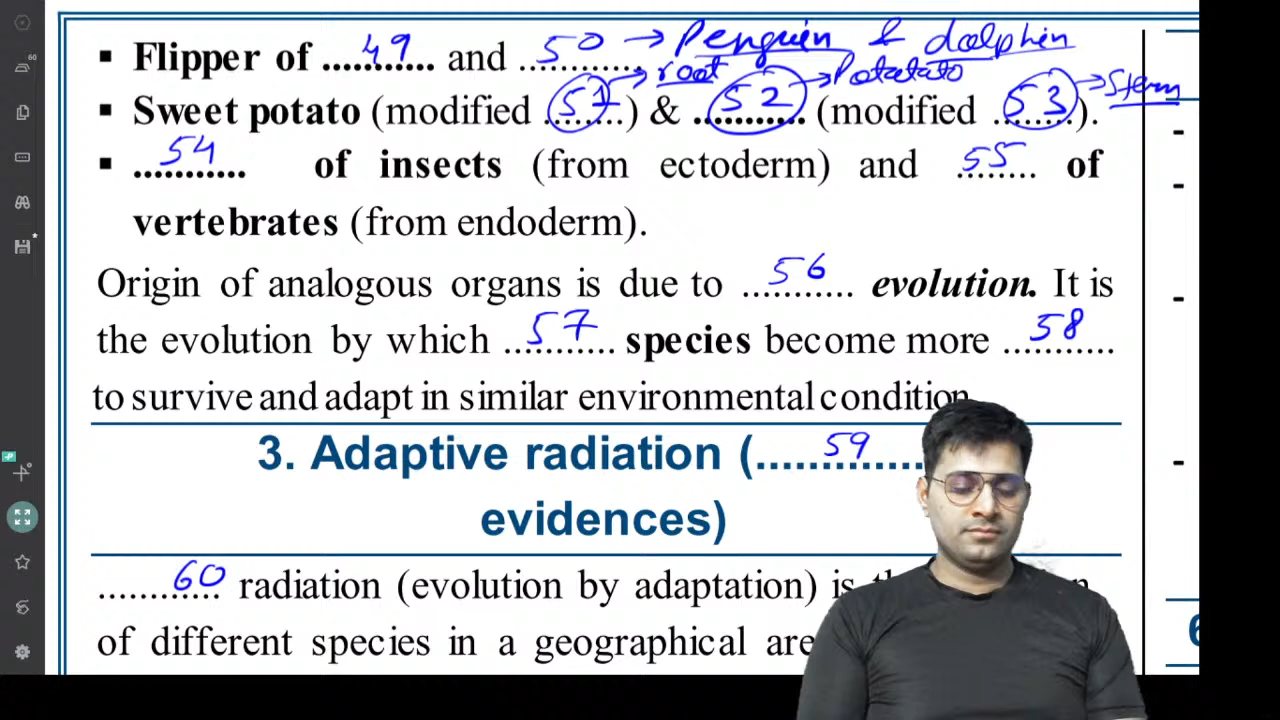 ▪ Flipper of ....49.... and ....50.... → Penguin & dolphin
→ root → Potatato → Stem
▪ Sweet potato (modified ..51..) & ...52... (modified ..53..).
▪ ...54... of insects (from ectoderm) and ..55.. of
vertebrates (from endoderm).
Origin of analogous organs is due to ...56... evolution. It is
the evolution by which ...57... species become more ...58...
to survive and adapt in similar environmental condition
3. Adaptive radiation (......59......
evidences)
......60 radiation (evolution by adaptation) is
of different species in a geographical
60